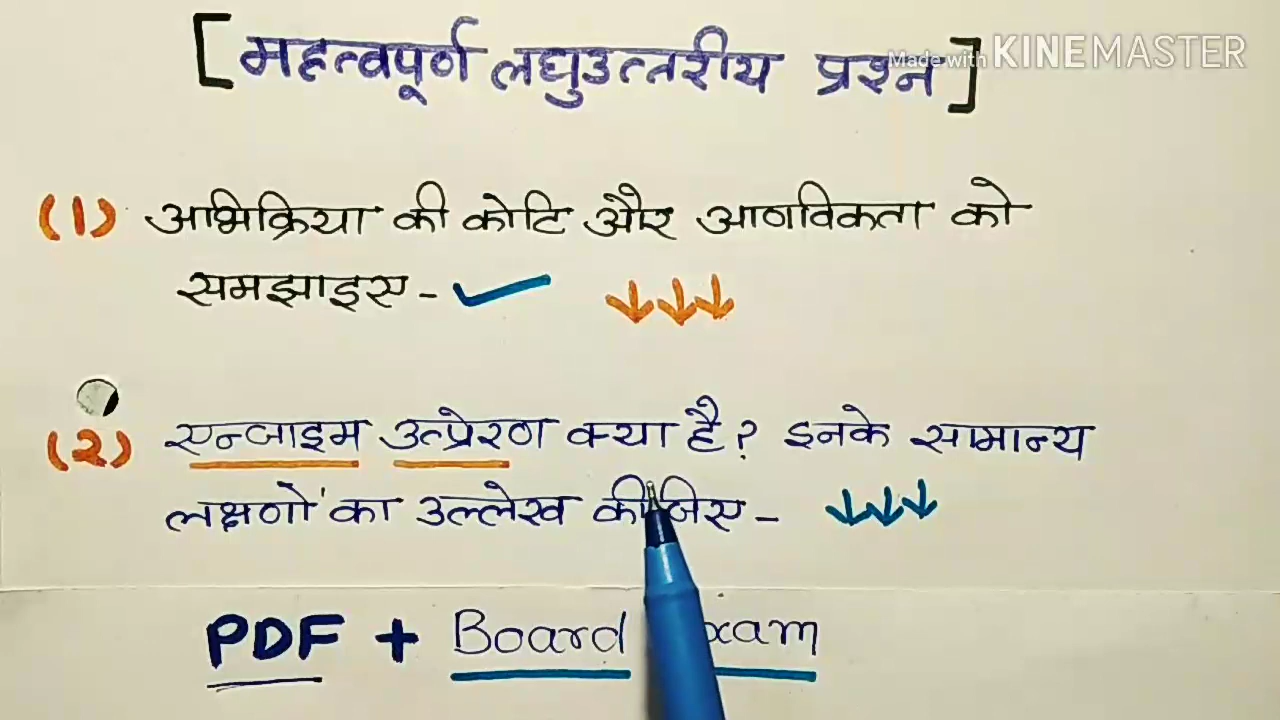 [महत्वपूर्ण लघुउत्तरीय प्रश्न]
Made with KINEMASTER
(1) अभिक्रिया की कोटि और आणविकता को
समझाइए -
(2) एन्जाइम उत्प्रेरण क्या है? इनके सामान्य
लक्षणों का उल्लेख कीजिए -
PDF + Board Exam